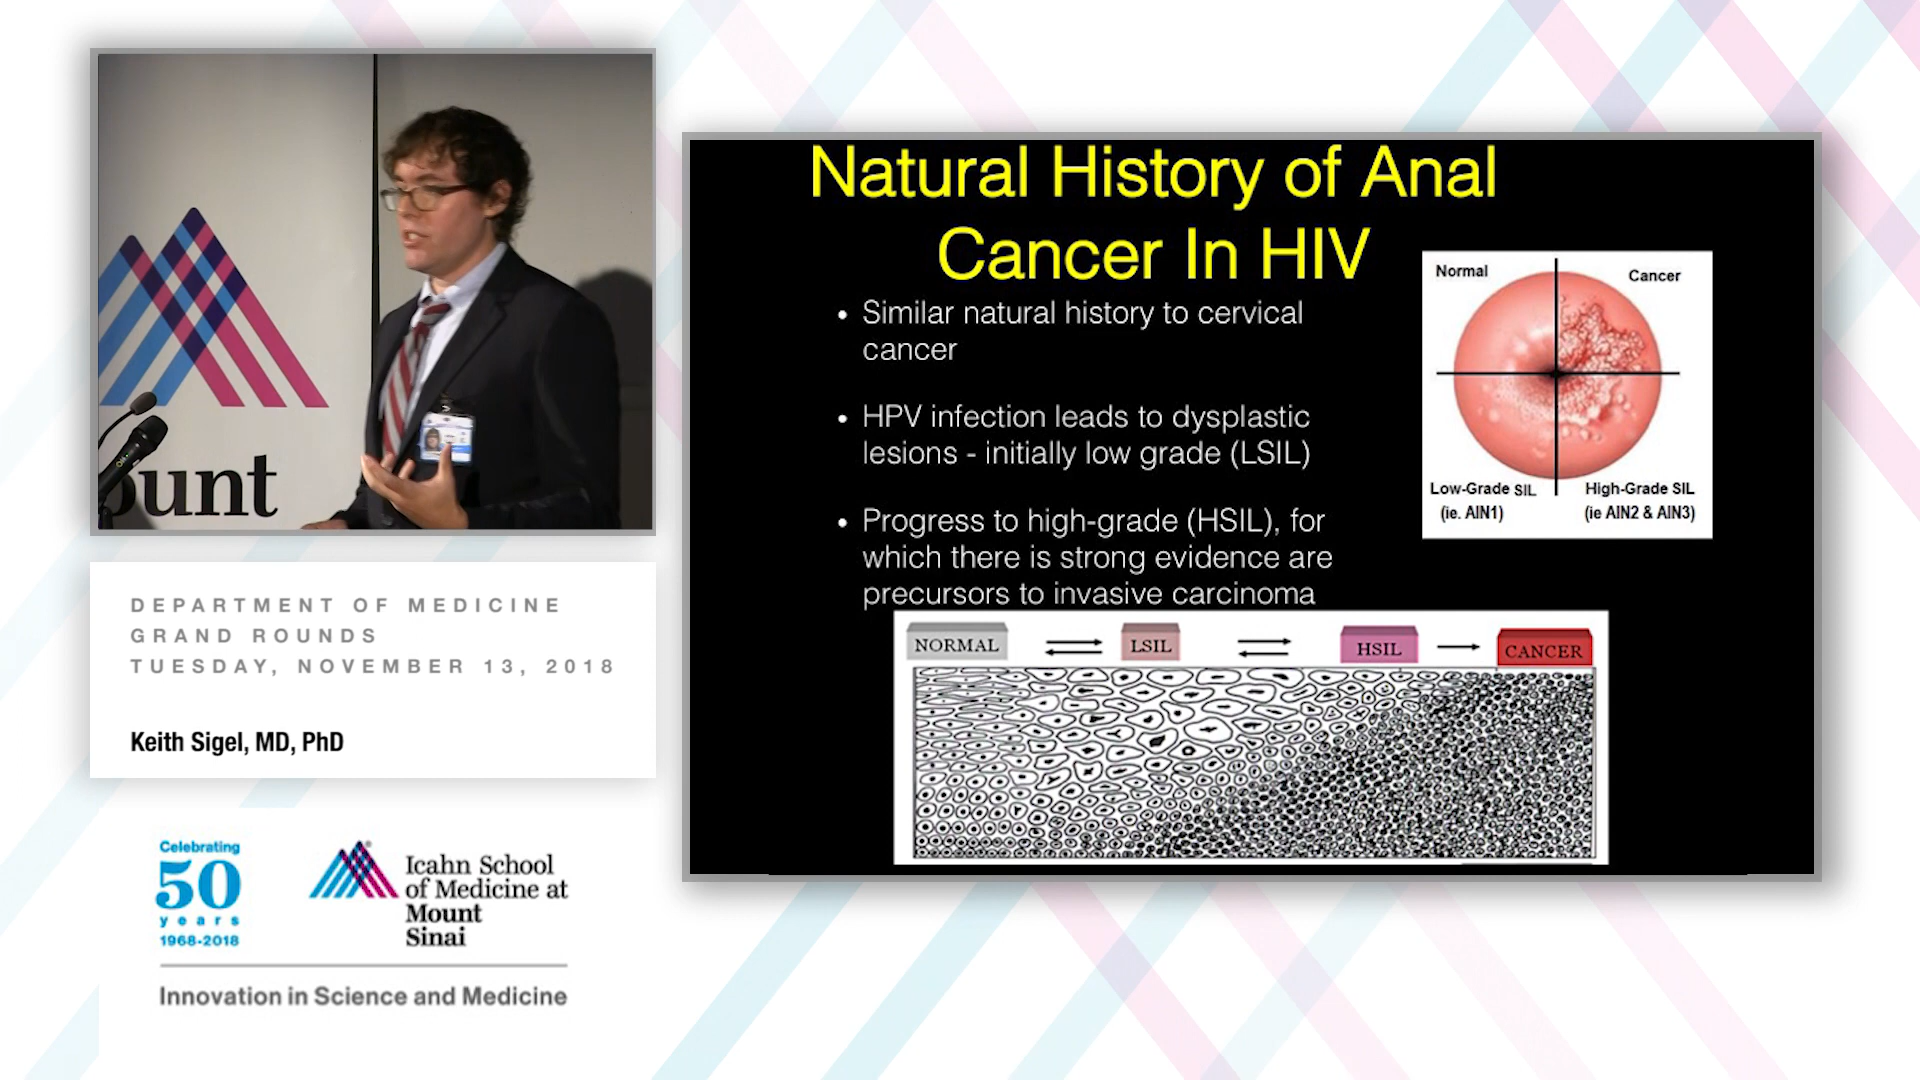 ount
DEPARTMENT OF MEDICINE
GRAND ROUNDS
TUESDAY, NOVEMBER 13, 2018
Keith Sigel, MD, PhD
Celebrating
50
years
1968-2018
Icahn School
of Medicine at
Mount
Sinai
Innovation in Science and Medicine
Natural History of Anal
Cancer In HIV
• Similar natural history to cervical
cancer
• HPV infection leads to dysplastic
lesions - initially low grade (LSIL)
• Progress to high-grade (HSIL), for
which there is strong evidence are
precursors to invasive carcinoma
Normal
Cancer
Low-Grade SIL
(ie. AIN1)
High-Grade SIL
(ie AIN2 & AIN3)
NORMAL
LSIL
HSIL
CANCER